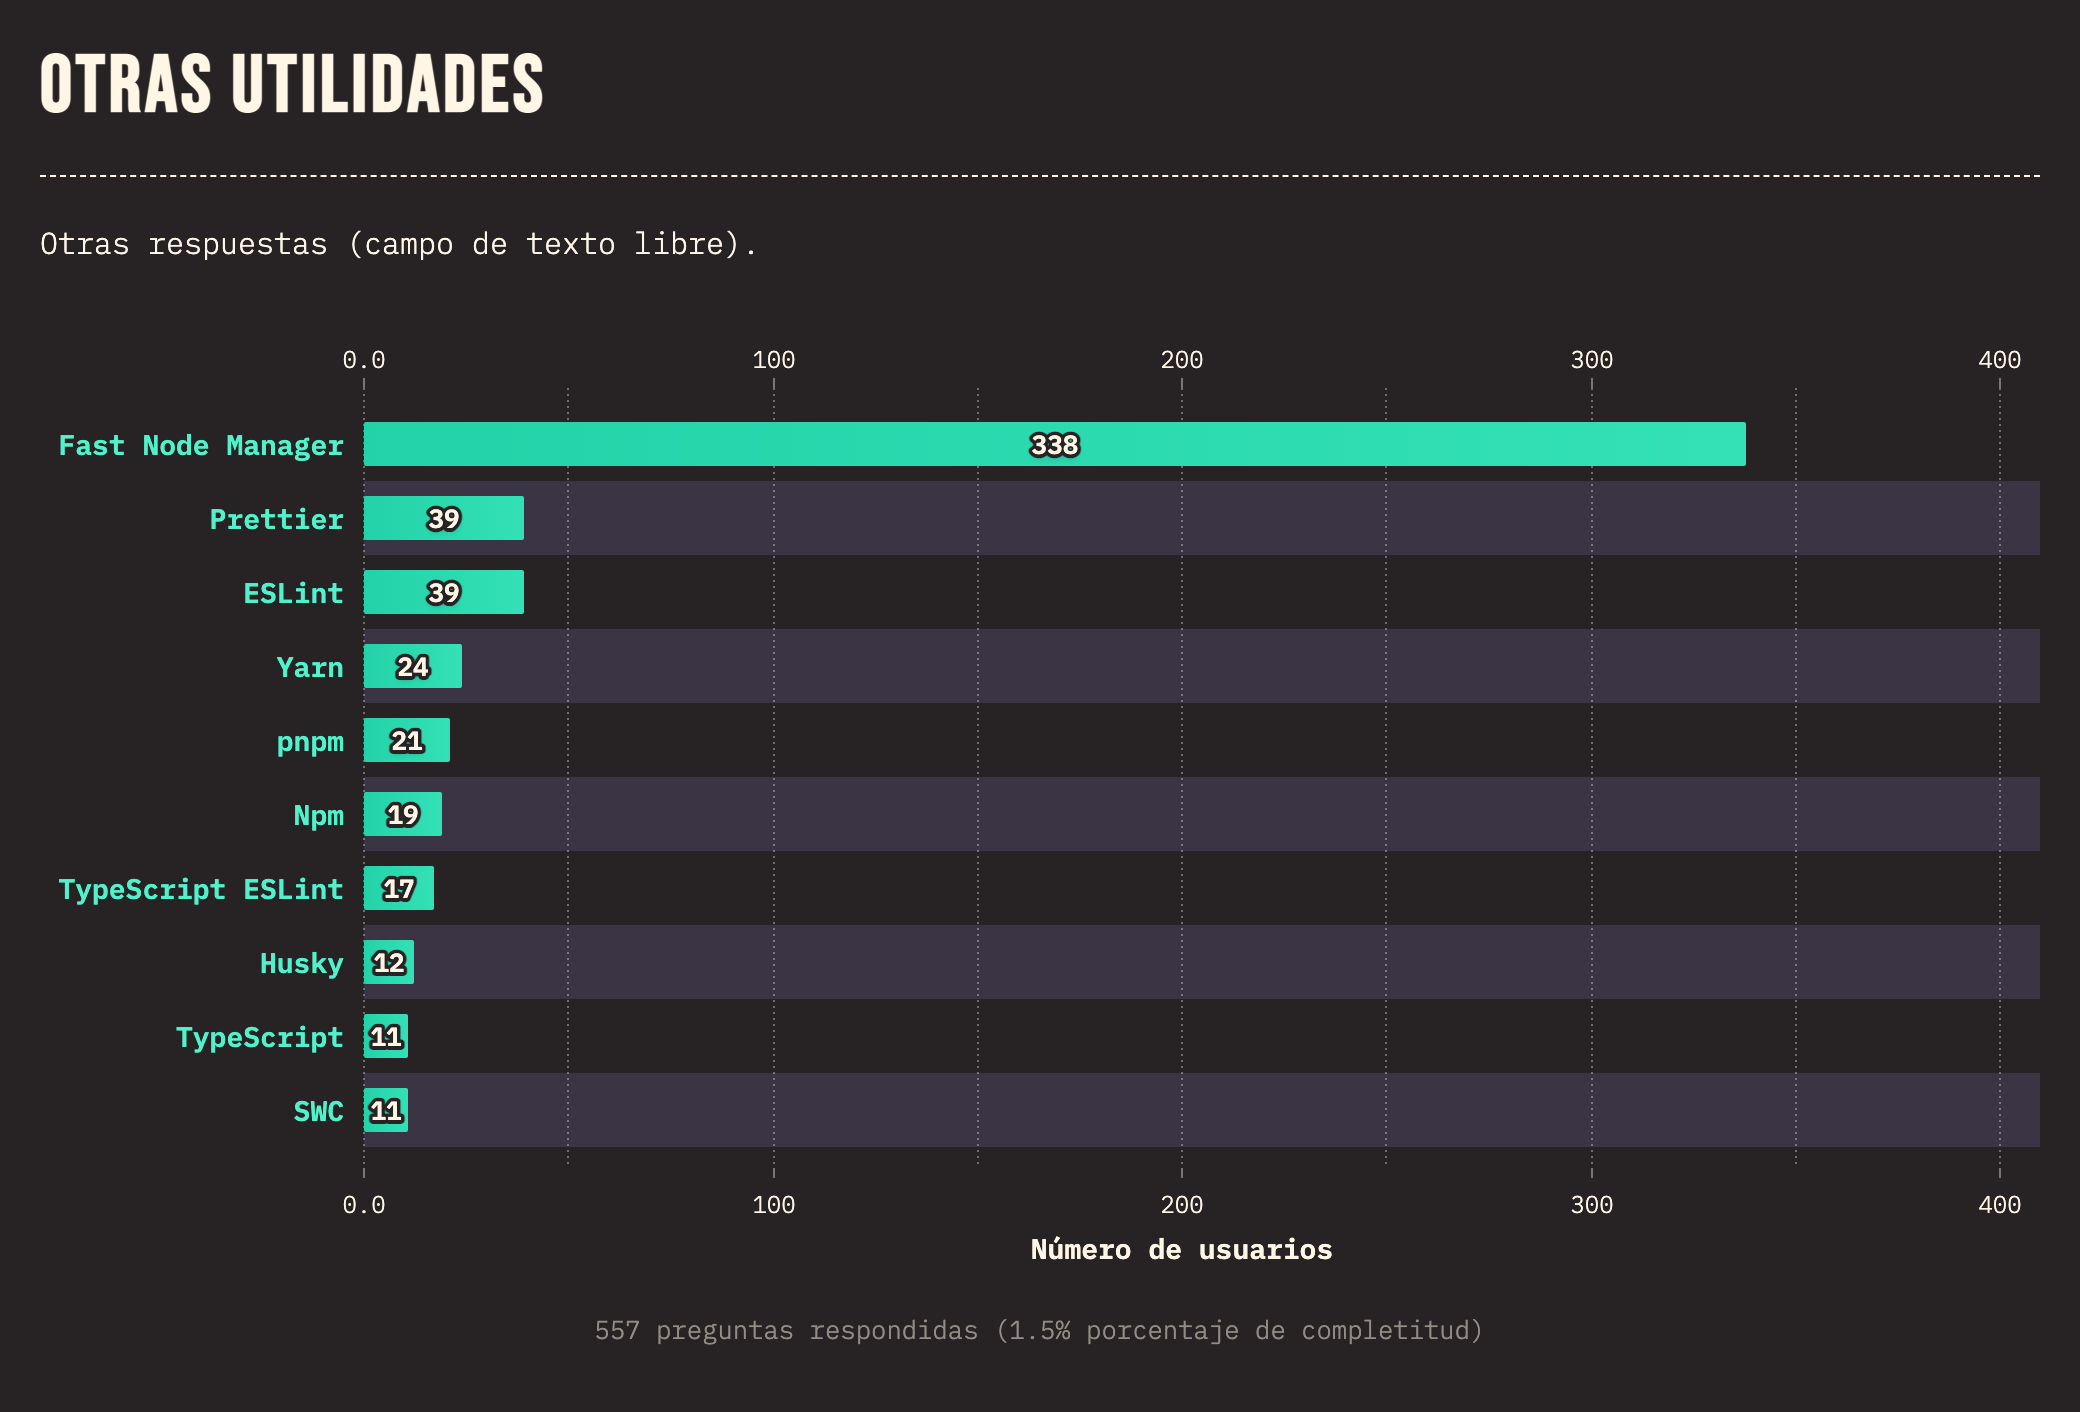 OTRAS UTILIDADES
Otras respuestas (campo de texto libre).
0.0 100 200 300 400
Fast Node Manager 338
Prettier 39
ESLint 39
Yarn 24
pnpm 21
Npm 19
TypeScript ESLint 17
Husky 12
TypeScript 11
SWC 11
0.0 100 200 300 400
Número de usuarios
557 preguntas respondidas (1.5% porcentaje de completitud)